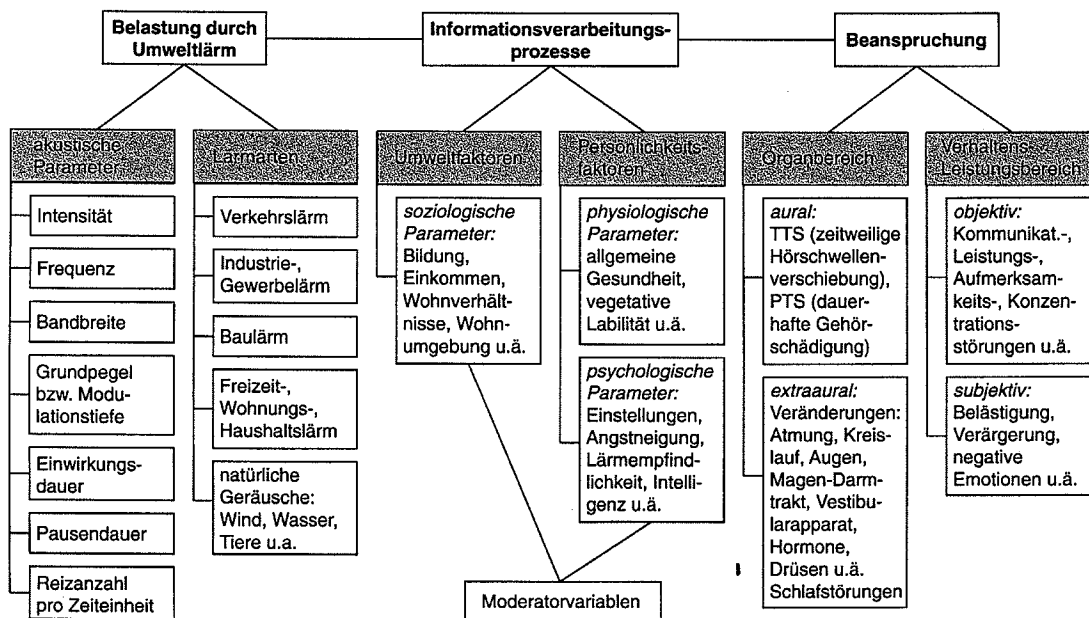 Belastung durch
Umweltlärm
Informationsverarbeitungs-
prozesse
Beanspruchung
akustische
Parameter
Lärmarten
Umweltfaktoren
Persönlichkeits-
faktoren
Organbereich
Verhaltens-
Leistungsbereich
Intensität
Frequenz
Bandbreite
Grundpegel
bzw. Modu-
lationstiefe
Einwirkungs-
dauer
Pausendauer
Reizanzahl
pro Zeiteinheit
Verkehrslärm
Industrie-,
Gewerbelärm
Baulärm
Freizeit-,
Wohnungs-,
Haushaltslärm
natürliche
Geräusche:
Wind, Wasser,
Tiere u.a.
soziologische
Parameter:
Bildung,
Einkommen,
Wohnverhält-
nisse, Wohn-
umgebung u.ä.
physiologische
Parameter:
allgemeine
Gesundheit,
vegetative
Labilität u.ä.
psychologische
Parameter:
Einstellungen,
Angstneigung,
Lärmempfind-
lichkeit, Intelli-
genz u.ä.
Moderatorvariablen
aural:
TTS (zeitweilige
Hörschwellen-
verschiebung),
PTS (dauer-
hafte Gehör-
schädigung)
extraaural:
Veränderungen:
Atmung, Kreis-
lauf, Augen,
Magen-Darm-
trakt, Vestibu-
larapparat,
Hormone,
Drüsen u.ä.
Schlafstörungen
objektiv:
Kommunikat.-,
Leistungs-,
Aufmerksam-
keits-, Konzen-
trations-
störungen u.ä.
subjektiv:
Belästigung,
Verärgerung,
negative
Emotionen u.ä.